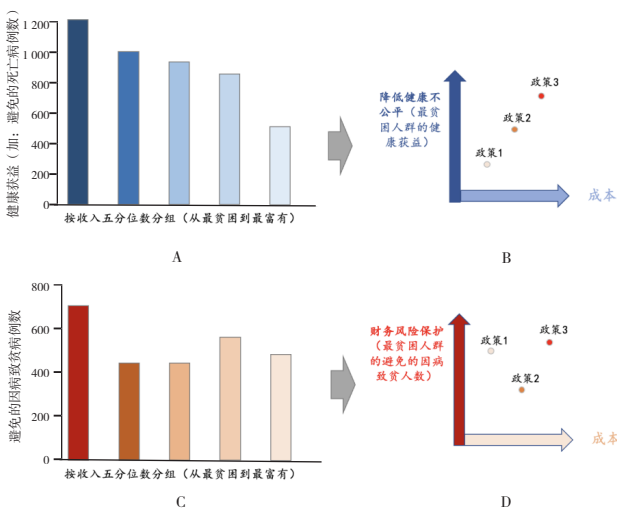 健康获益（加：避免的死亡病例数）
1 200
1 000
800
600
400
200
0
按收入五分位数分组（从最贫困到最富有）
A
降低健康不
公平（最贫
困人群的健
康获益）
政策3
政策2
政策1
成本
B
避免的因病致贫病例数
800
600
400
200
0
按收入五分位数分组（从最贫困到最富有）
C
财务风险保护
（最贫困人群
的避免的因病
致贫人数）
政策1
政策3
政策2
成本
D